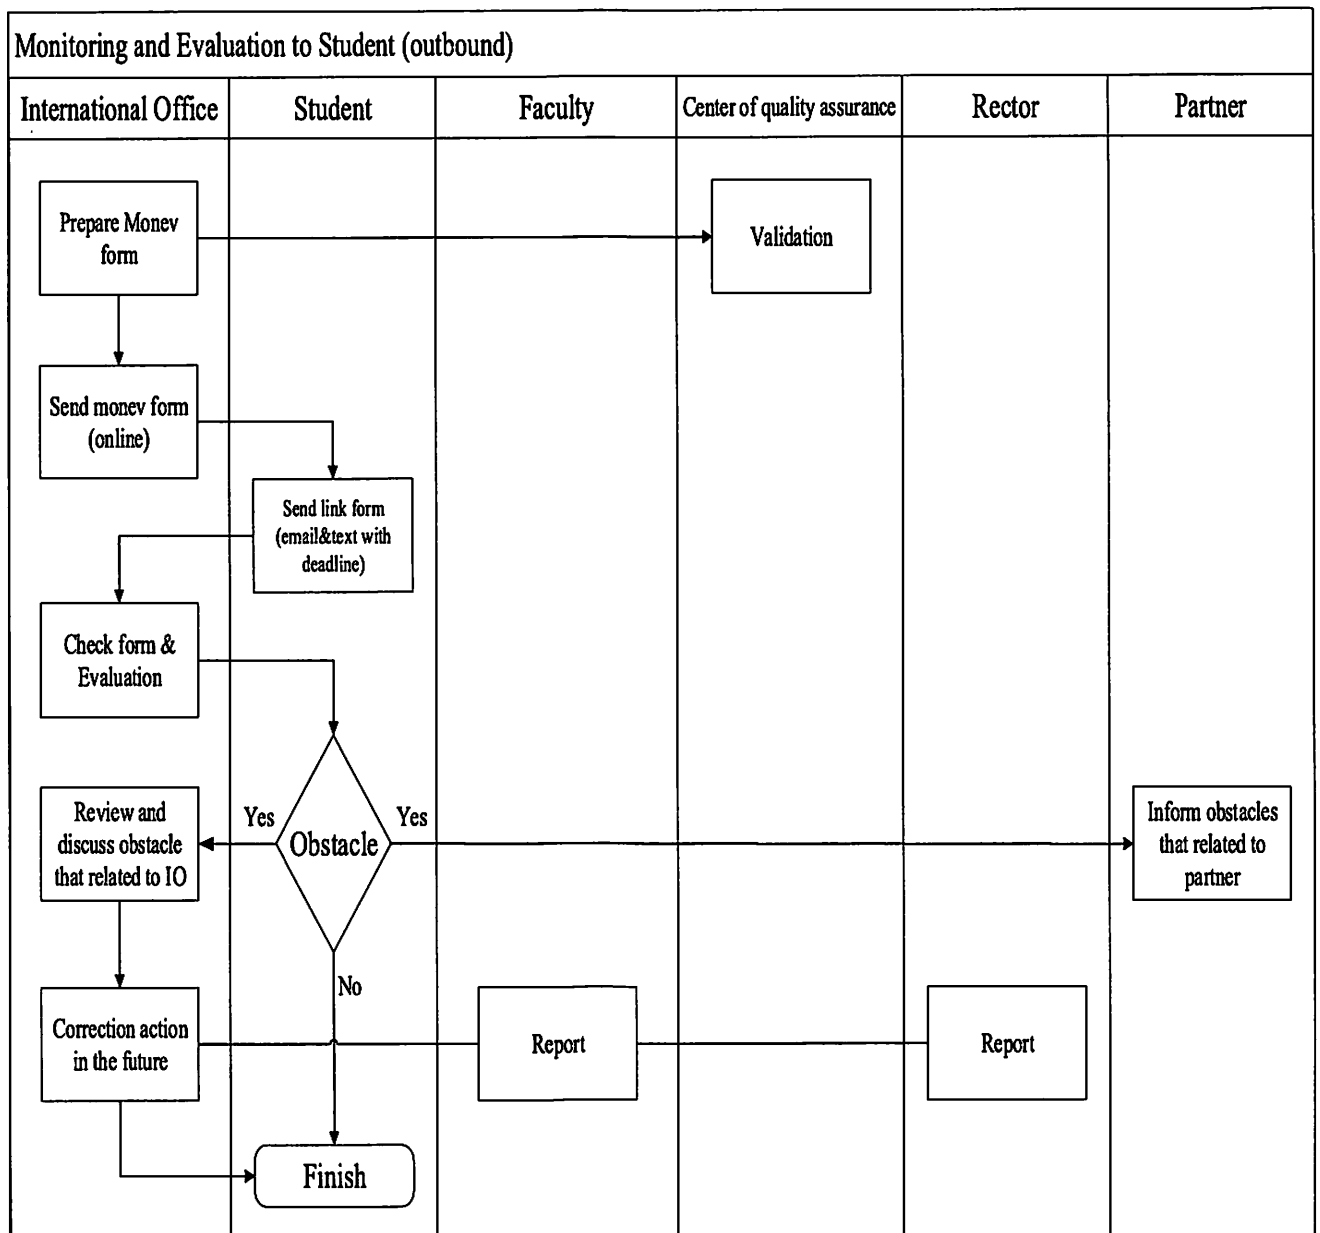 Monitoring and Evaluation to Student (outbound)
International Office
Student
Faculty
Center of quality assurance
Rector
Partner
Prepare Monev
form
Validation
Send monev form
(online)
Send link form
(email&text with
deadline)
Check form &
Evaluation
Review and
discuss obstacle
that related to IO
Yes
Obstacle
Yes
Inform obstacles
that related to
partner
No
Correction action
in the future
Report
Report
Finish